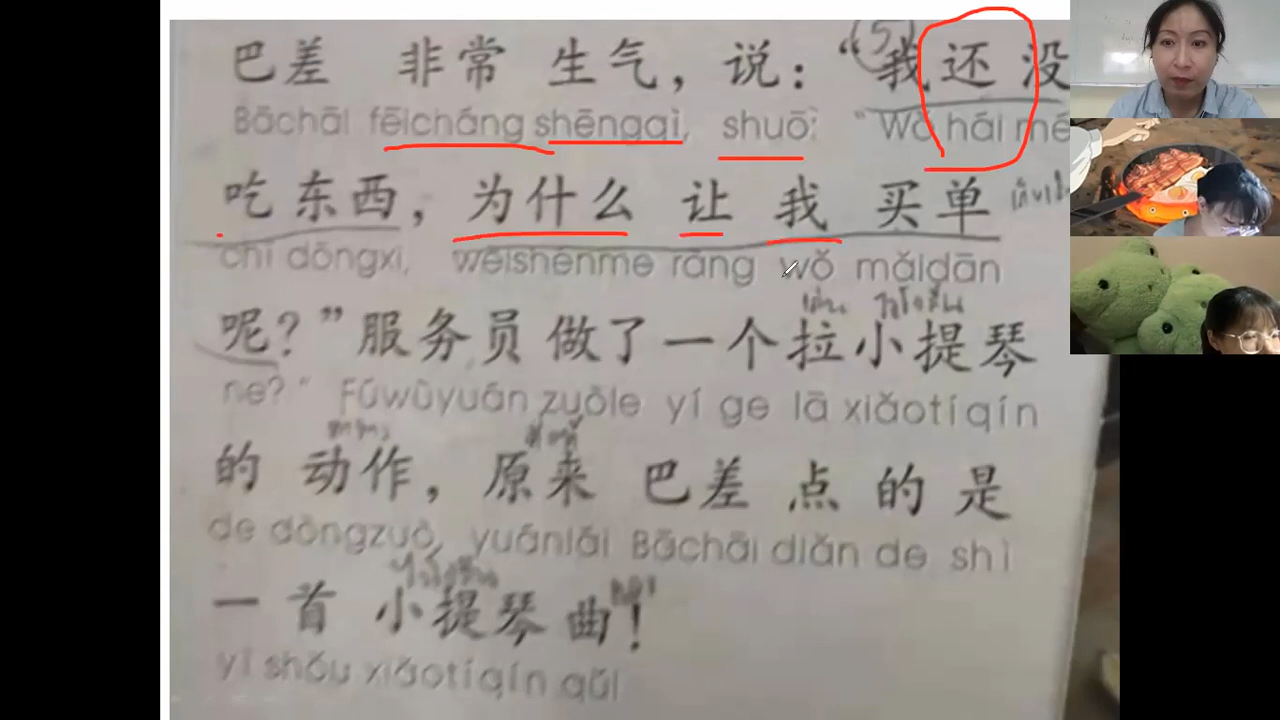 巴差 非常 生气，说：“我还没
Bāchāi fēicháng shēngqì, shuō: “Wǒ hái mé
吃东西，为什么 让 我 买单
chī dōngxi, wèishénme ràng wǒ mǎidān
呢？”服务员 做了一个拉小提琴
ne?” Fúwùyuán zuòle yí ge lā xiǎotíqín
的 动作，原来 巴差 点 的 是
de dòngzuò, yuánlái Bāchāi diǎn de shì
一首 小提琴曲！
yì shǒu xiǎotíqín qǔ!